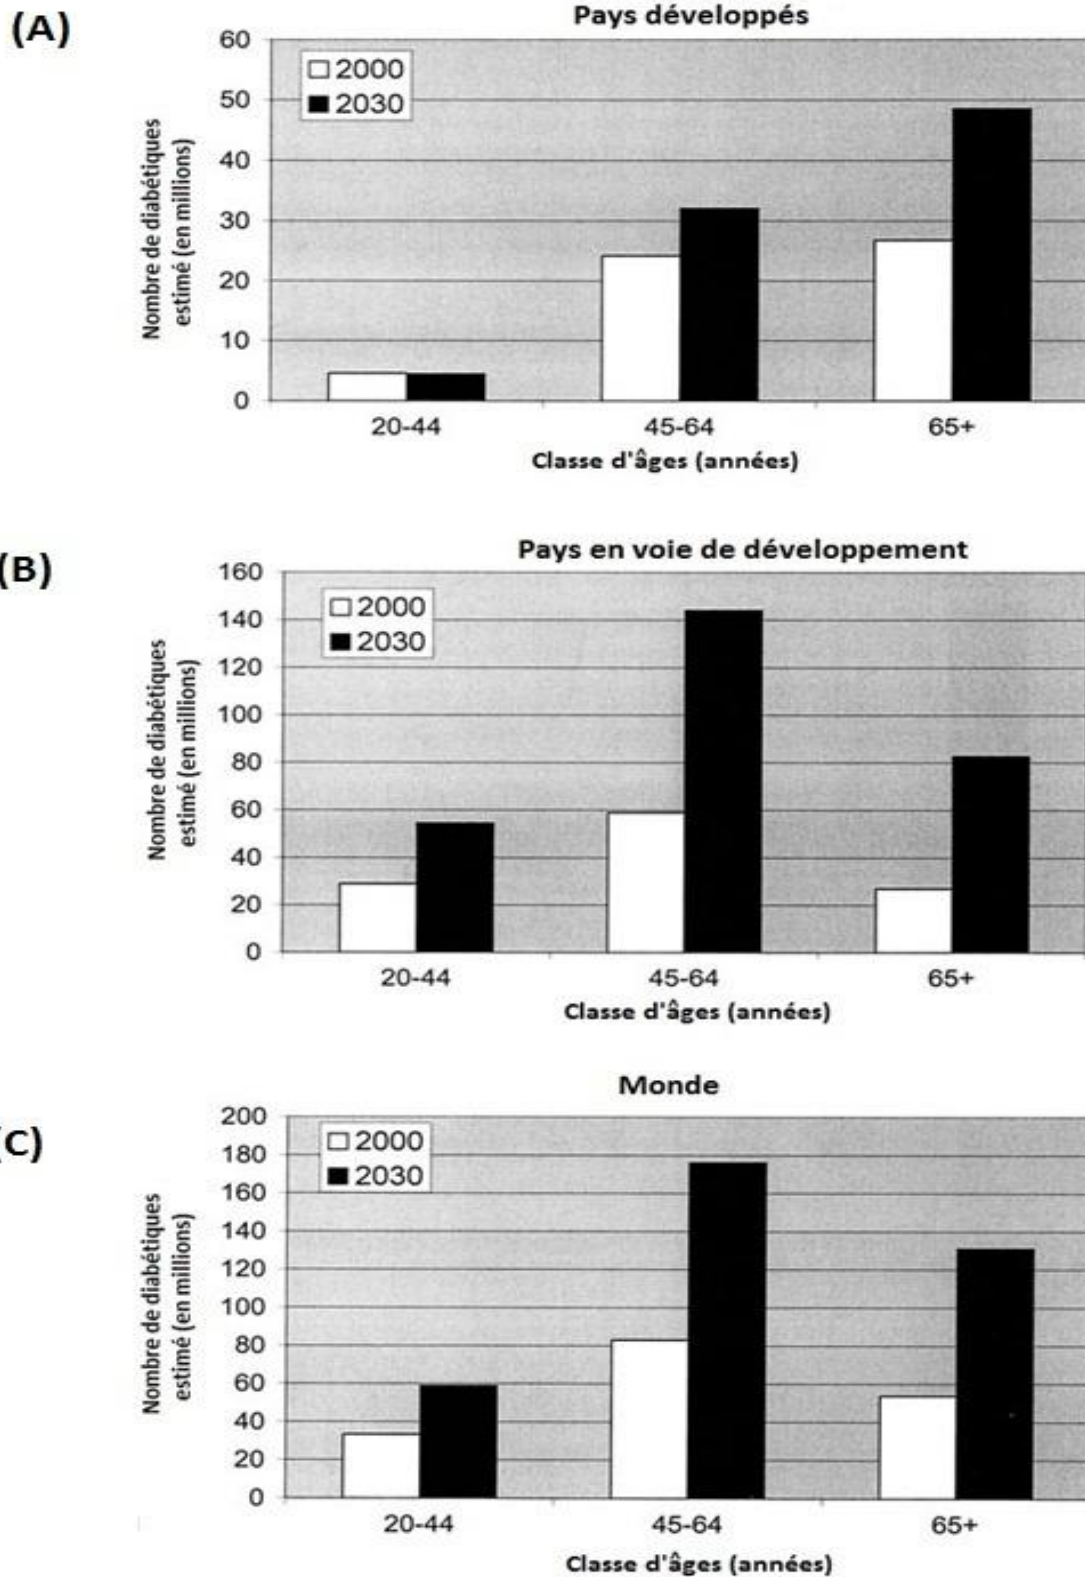 (A)
Pays développés
60
50
40
30
20
10
0
2000
2030
Nombre de diabétiques
estimé (en millions)
20-44 45-64 65+
Classe d'âges (années)
(B)
Pays en voie de développement
160
140
120
100
80
60
40
20
0
2000
2030
Nombre de diabétiques
estimé (en millions)
20-44 45-64 65+
Classe d'âges (années)
(C)
Monde
200
180
160
140
120
100
80
60
40
20
0
2000
2030
Nombre de diabétiques
estimé (en millions)
20-44 45-64 65+
Classe d'âges (années)